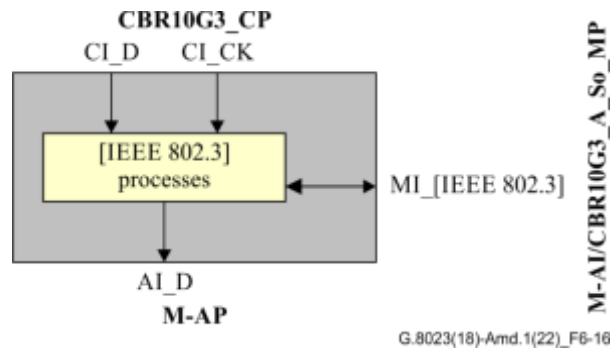 CBR10G3_CP
CI_D CI_CK
[IEEE 802.3]
processes
MI_[IEEE 802.3]
AI_D
M-AP
M-AI/CBR10G3_A_So_MP
G.8023(18)-Amd.1(22)_F6-16